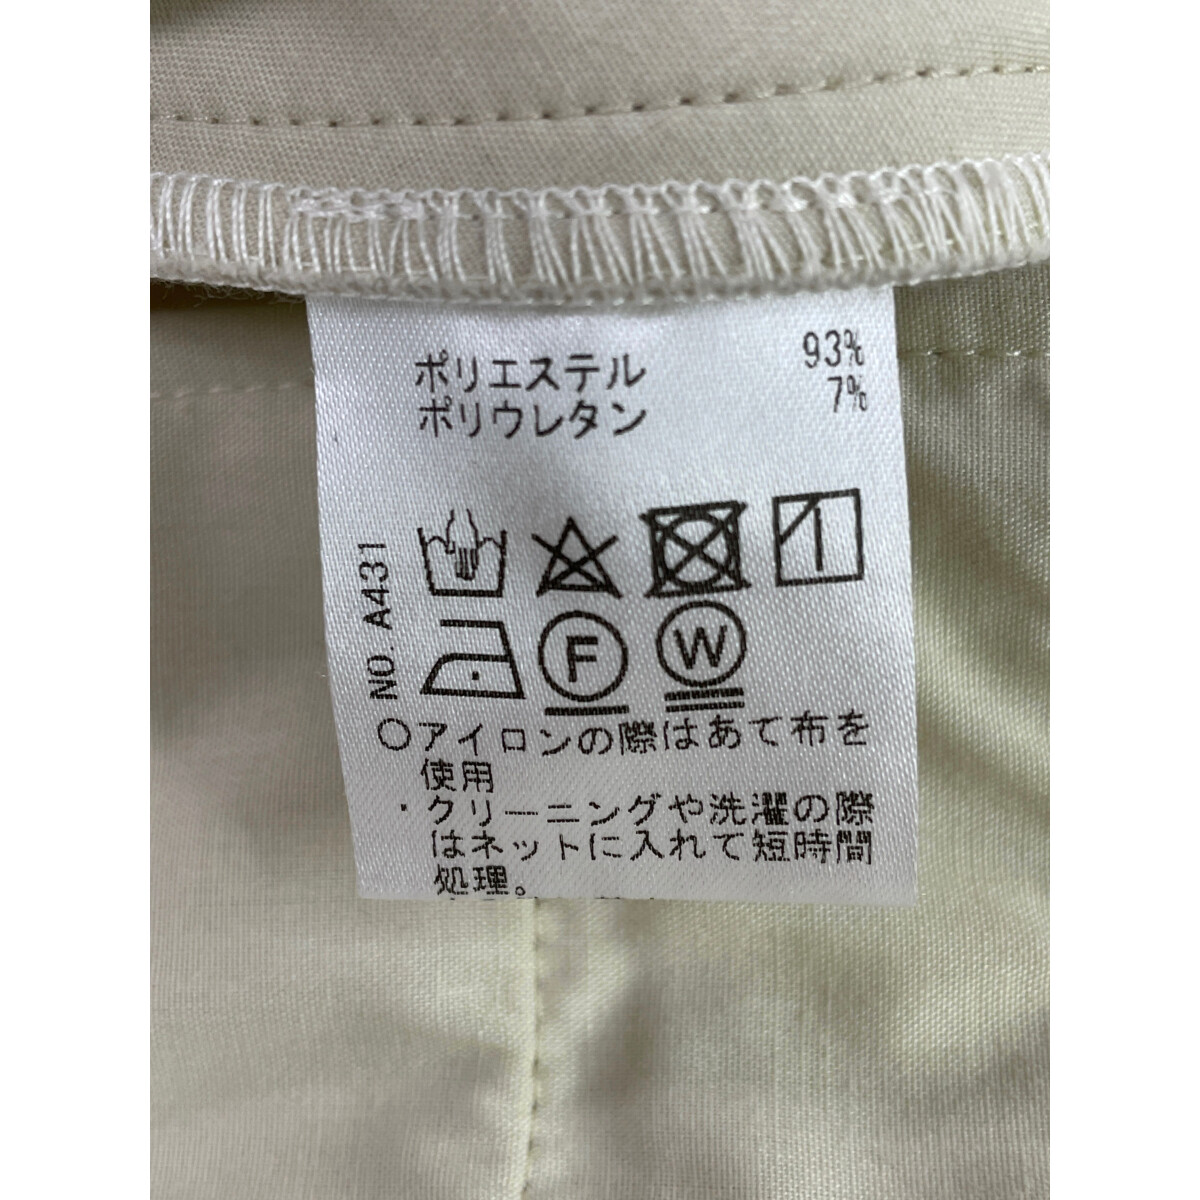 ポリエステル 93%
ポリウレタン 7%
NO. A431
F W
○アイロンの際はあて布を
使用
・クリーニングや洗濯の際
はネットに入れて短時間
処理。